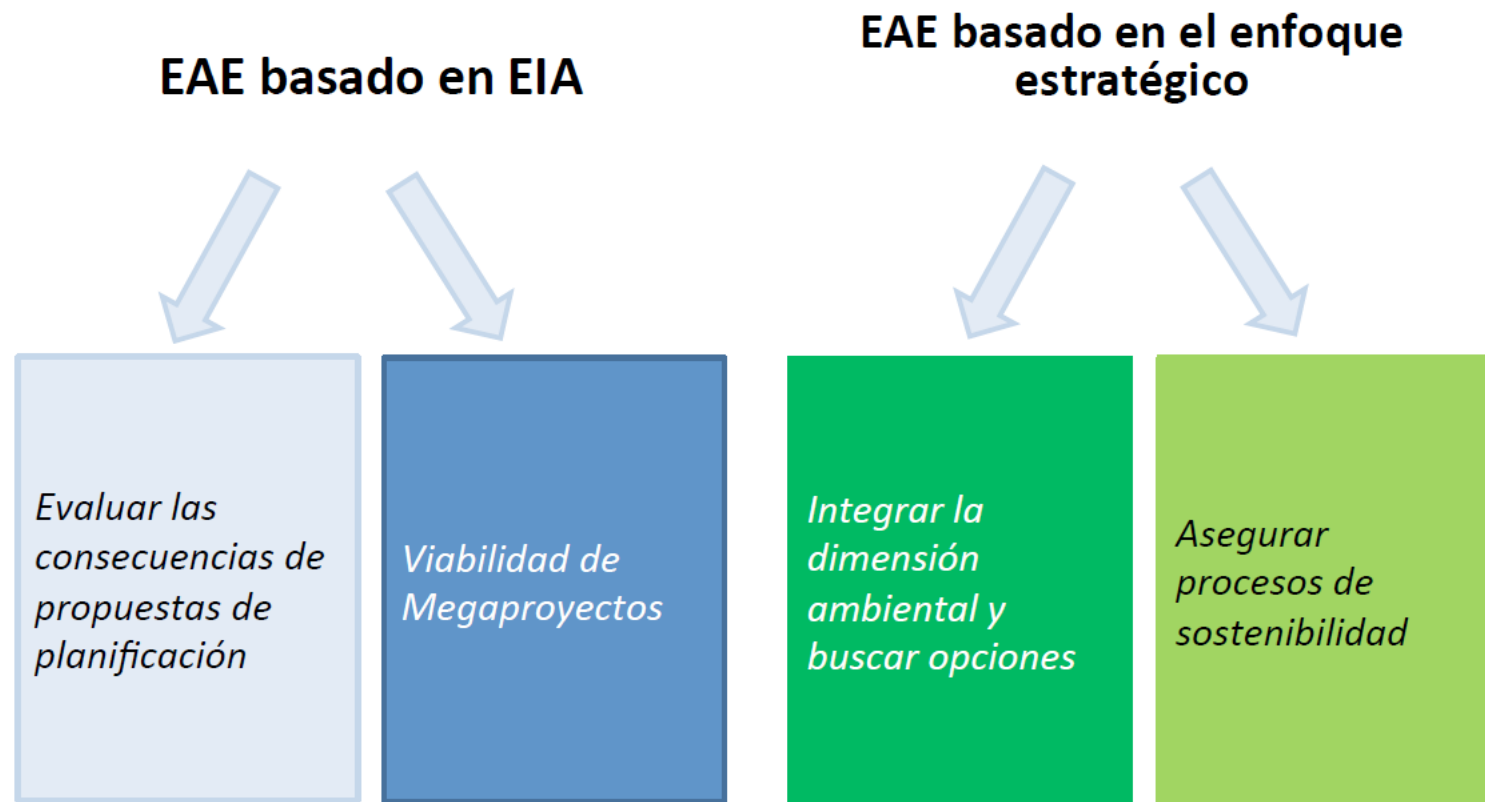 EAE basado en EIA
EAE basado en el enfoque
estratégico
Evaluar las
consecuencias de
propuestas de
planificación
Viabilidad de
Megaproyectos
Integrar la
dimensión
ambiental y
buscar opciones
Asegurar
procesos de
sostenibilidad